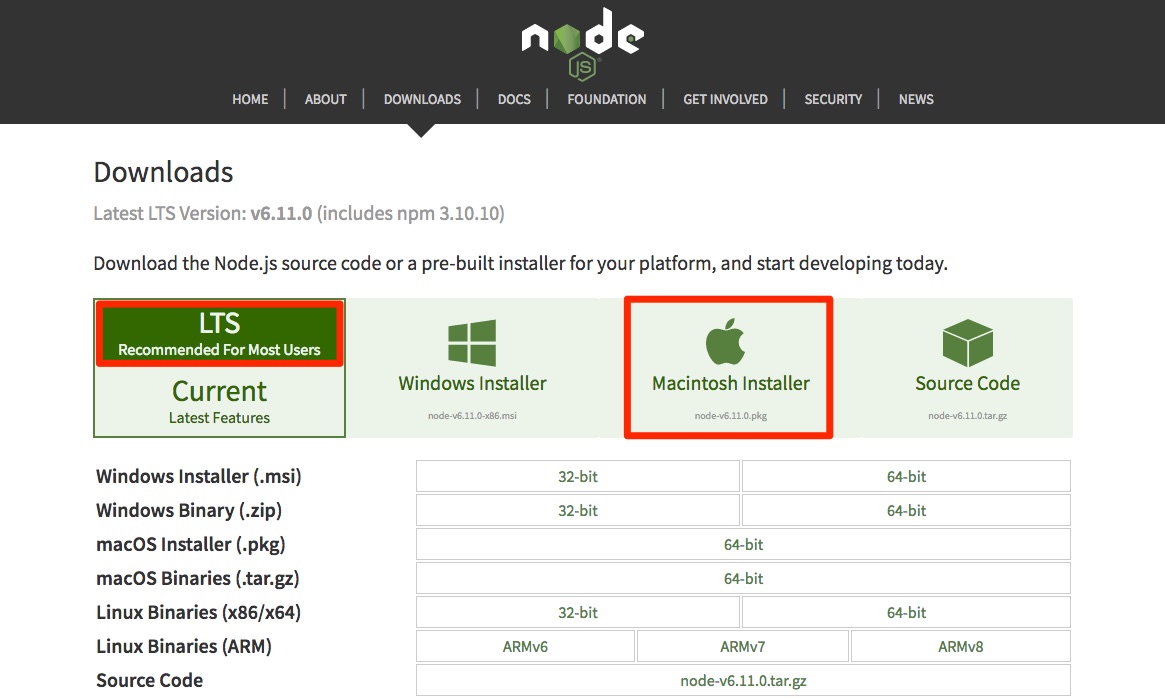 node
JS
HOME
ABOUT
DOWNLOADS
DOCS
FOUNDATION
GET INVOLVED
SECURITY
NEWS
Downloads
Latest LTS Version: v6.11.0 (includes npm 3.10.10)
Download the Node.js source code or a pre-built installer for your platform, and start developing today.
LTS
Recommended For Most Users
Current
Latest Features
Windows Installer
node-v6.11.0-x86.msi
Macintosh Installer
node-v6.11.0.pkg
Source Code
node-v6.11.0.tar.gz
Windows Installer (.msi)
32-bit
64-bit
Windows Binary (.zip)
32-bit
64-bit
macOS Installer (.pkg)
64-bit
macOS Binaries (.tar.gz)
64-bit
Linux Binaries (x86/x64)
32-bit
64-bit
Linux Binaries (ARM)
ARMv6
ARMv7
ARMv8
Source Code
node-v6.11.0.tar.gz